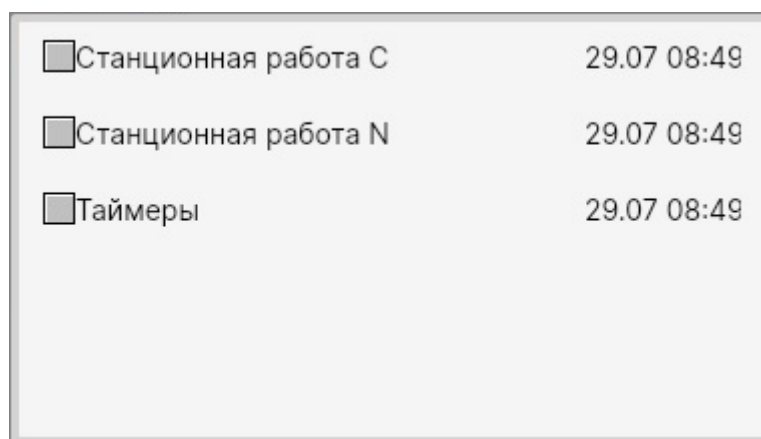 Станционная работа С 29.07 08:49
Станционная работа N 29.07 08:49
Таймеры 29.07 08:49